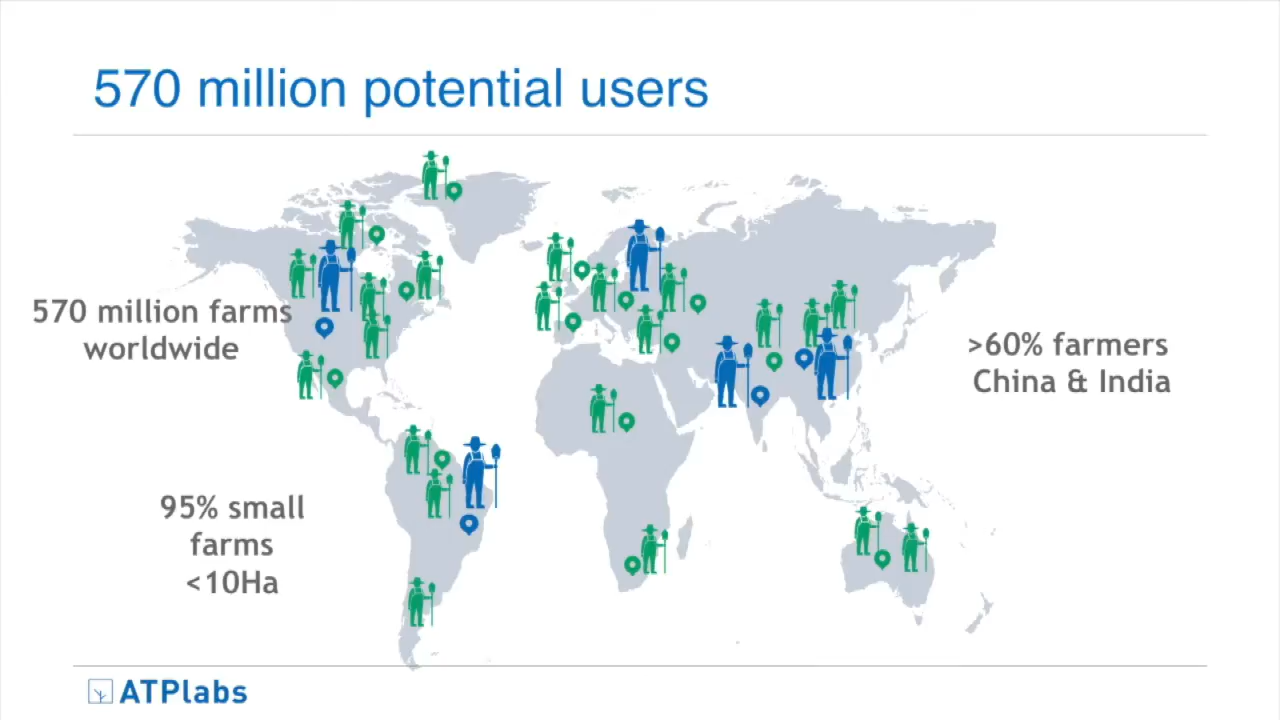 570 million potential users
570 million farms
worldwide
>60% farmers
China & India
95% small
farms
<10Ha
ATPlabs